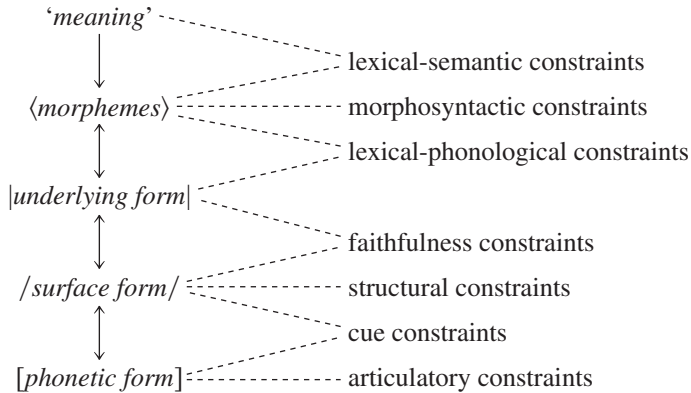 ‘meaning’
lexical-semantic constraints
⟨morphemes⟩
morphosyntactic constraints
lexical-phonological constraints
|underlying form|
faithfulness constraints
/surface form/
structural constraints
cue constraints
[phonetic form]
articulatory constraints